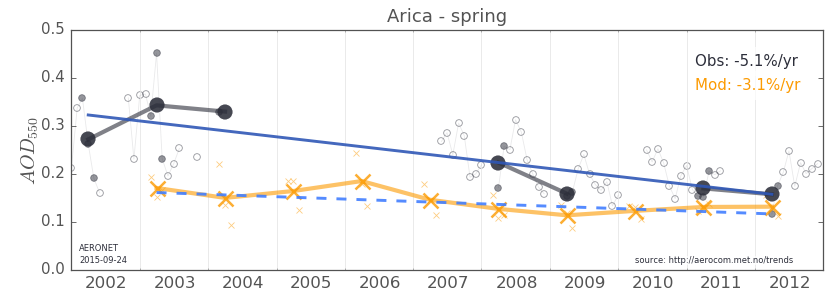 Arica - spring
0.5
0.4
0.3
0.2
0.1
0.0
AOD550
Obs: -5.1%/yr
Mod: -3.1%/yr
AERONET
2015-09-24
source: http://aerocom.met.no/trends
2002 2003 2004 2005 2006 2007 2008 2009 2010 2011 2012